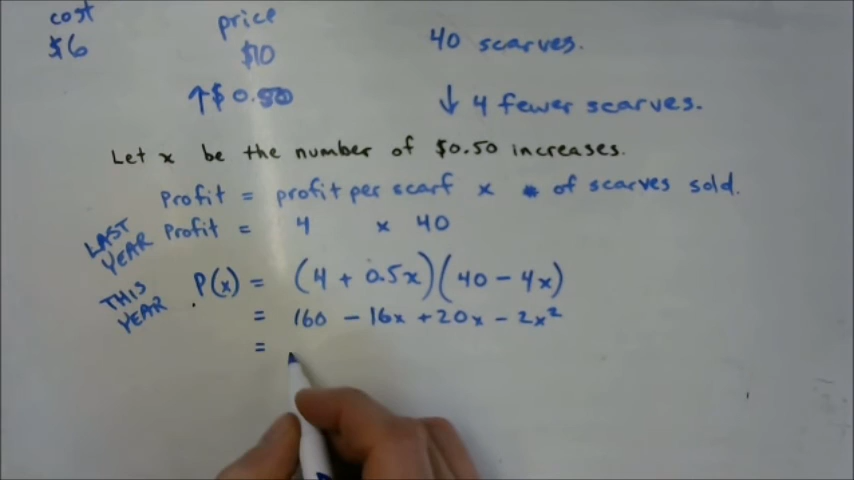 cost price
$6 $10 40 scarves.
↑$ 0.50 ↓ 4 fewer scarves.
Let x be the number of $0.50 increases.
Profit = profit per scarf x # of scarves sold.
LAST YEAR Profit = 4 x 40
THIS YEAR P(x) = (4 + 0.5x)(40 - 4x)
= 160 - 16x + 20x - 2x²
=